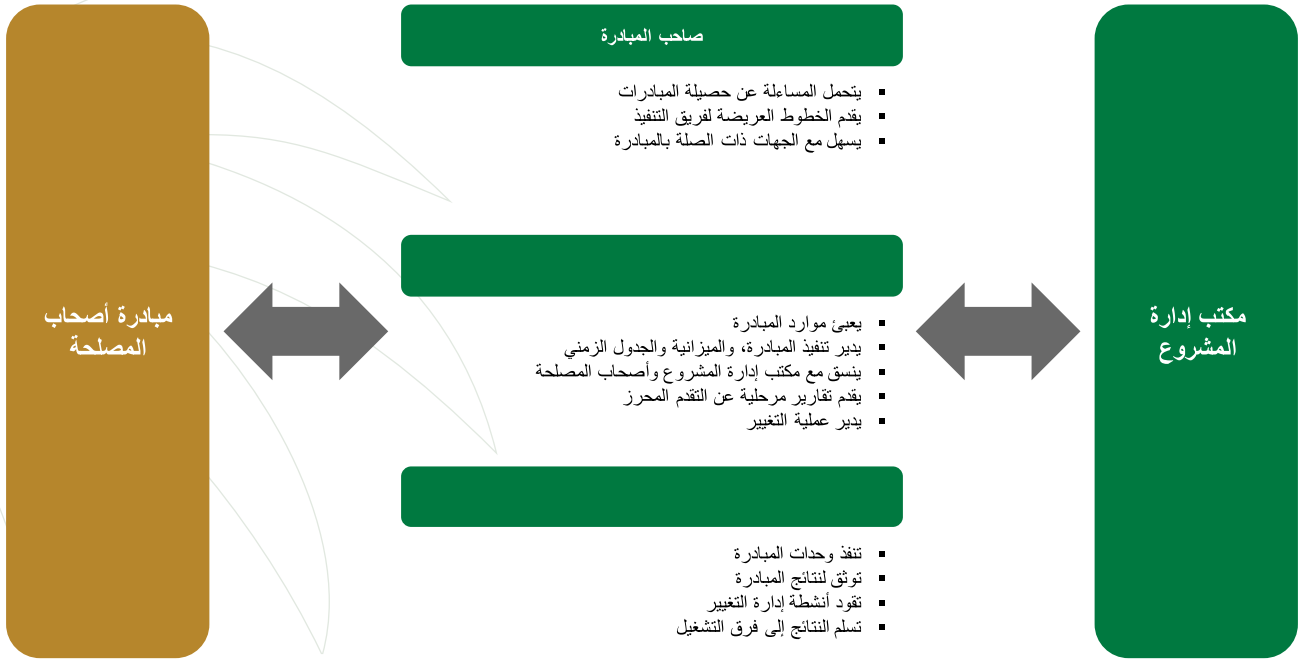 صاحب المبادرة
▪ يتحمل المساءلة عن حصيلة المبادرات
▪ يقدم الخطوط العريضة لفريق التنفيذ
▪ يسهل مع الجهات ذات الصلة بالمبادرة
مكتب إدارة
المشروع
▪ يعبئ موارد المبادرة
▪ يدير تنفيذ المبادرة، والميزانية والجدول الزمني
▪ ينسق مع مكتب إدارة المشروع وأصحاب المصلحة
▪ يقدم تقارير مرحلية عن التقدم المحرز
▪ يدير عملية التغيير
مبادرة أصحاب
المصلحة
▪ تنفذ وحدات المبادرة
▪ توثق لنتائج المبادرة
▪ تقود أنشطة إدارة التغيير
▪ تسلم النتائج إلى فرق التشغيل